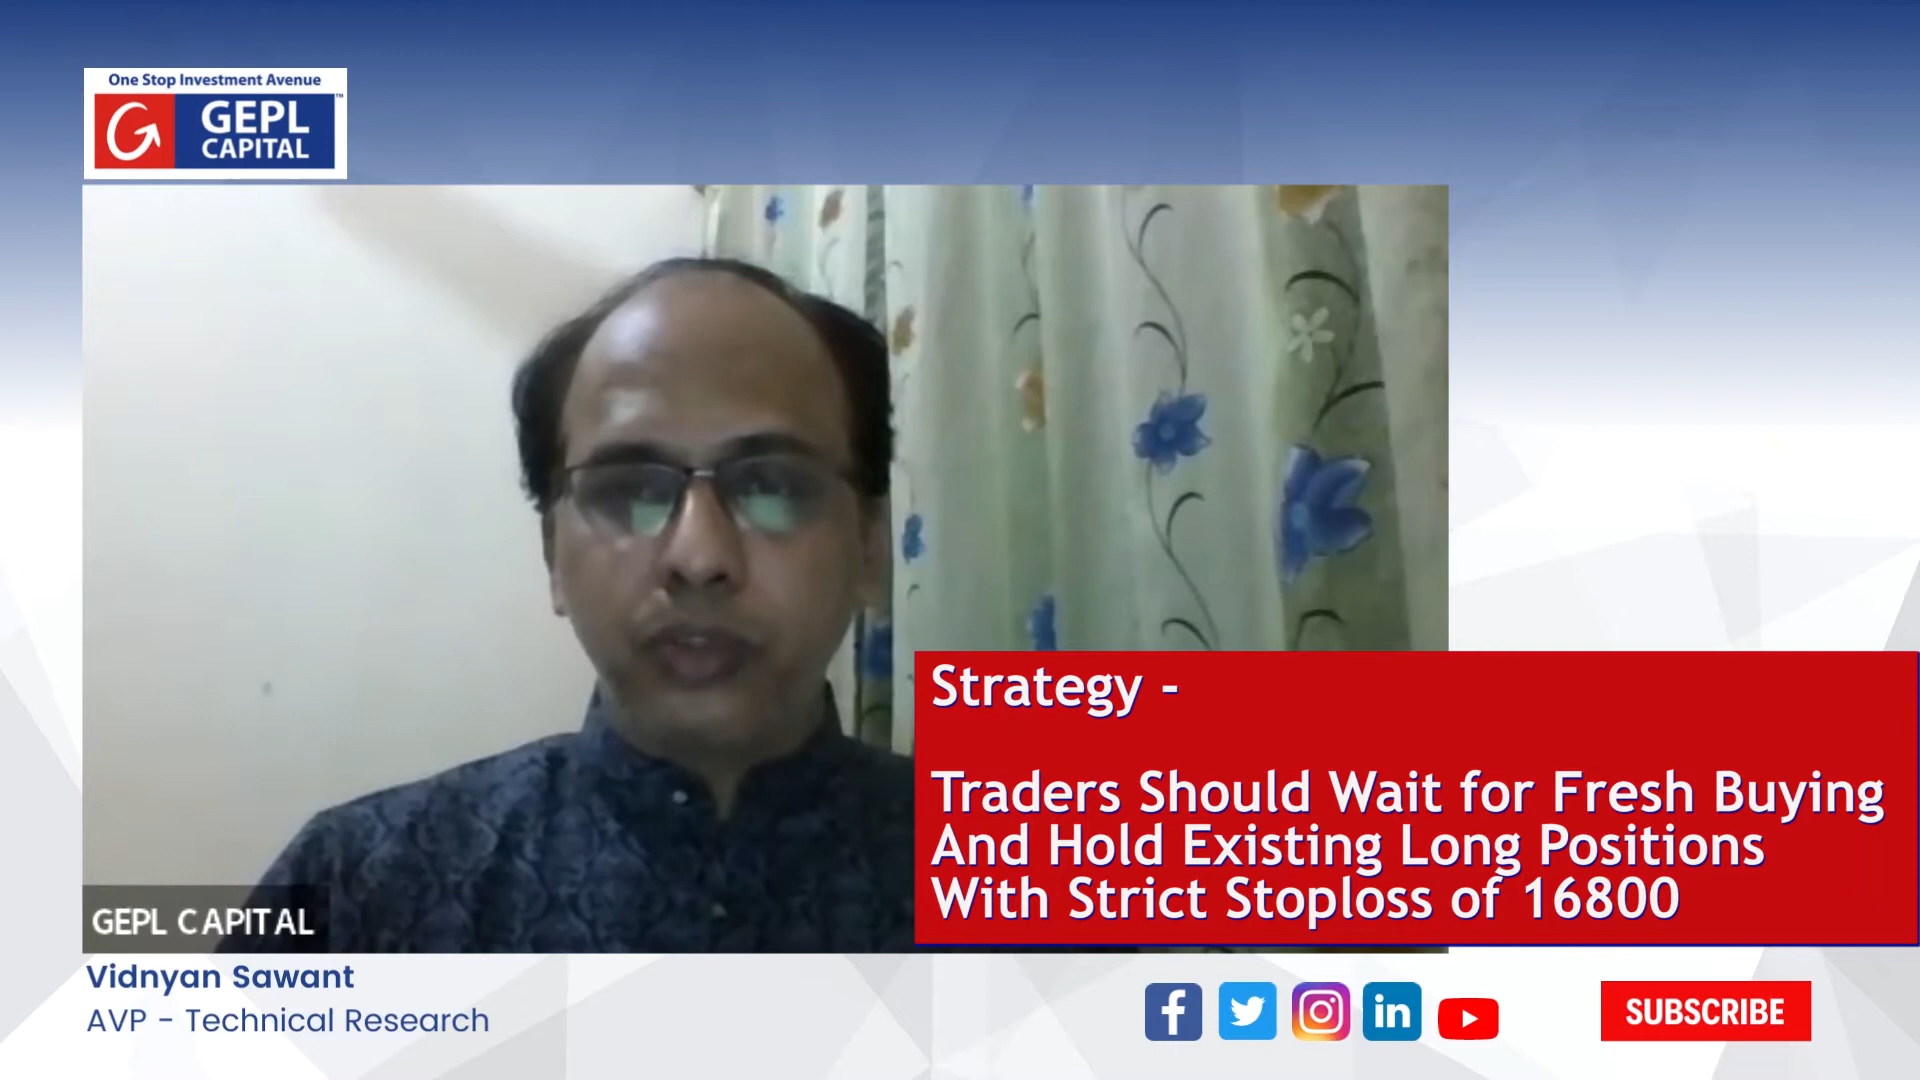 One Stop Investment Avenue
GEPL
CAPITAL
TM
Strategy -
Traders Should Wait for Fresh Buying
And Hold Existing Long Positions
With Strict Stoploss of 16800
GEPL CAPITAL
Vidnyan Sawant
AVP - Technical Research
SUBSCRIBE